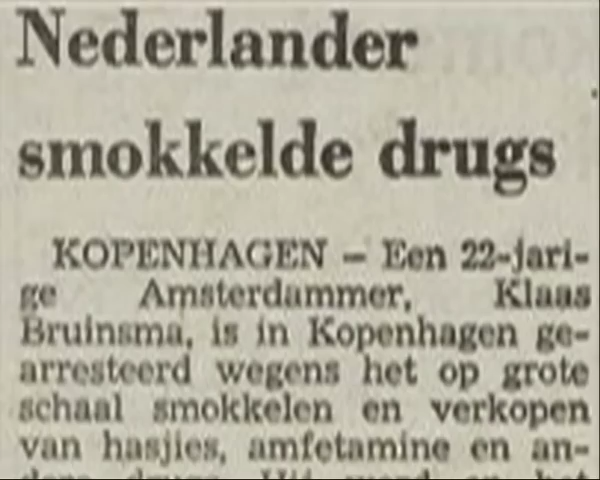 Nederlander
smokkelde drugs
KOPENHAGEN – Een 22-jari-
ge Amsterdammer, Klaas
Bruinsma, is in Kopenhagen ge-
arresteerd wegens het op grote
schaal smokkelen en verkopen
van hasjies, amfetamine en an-